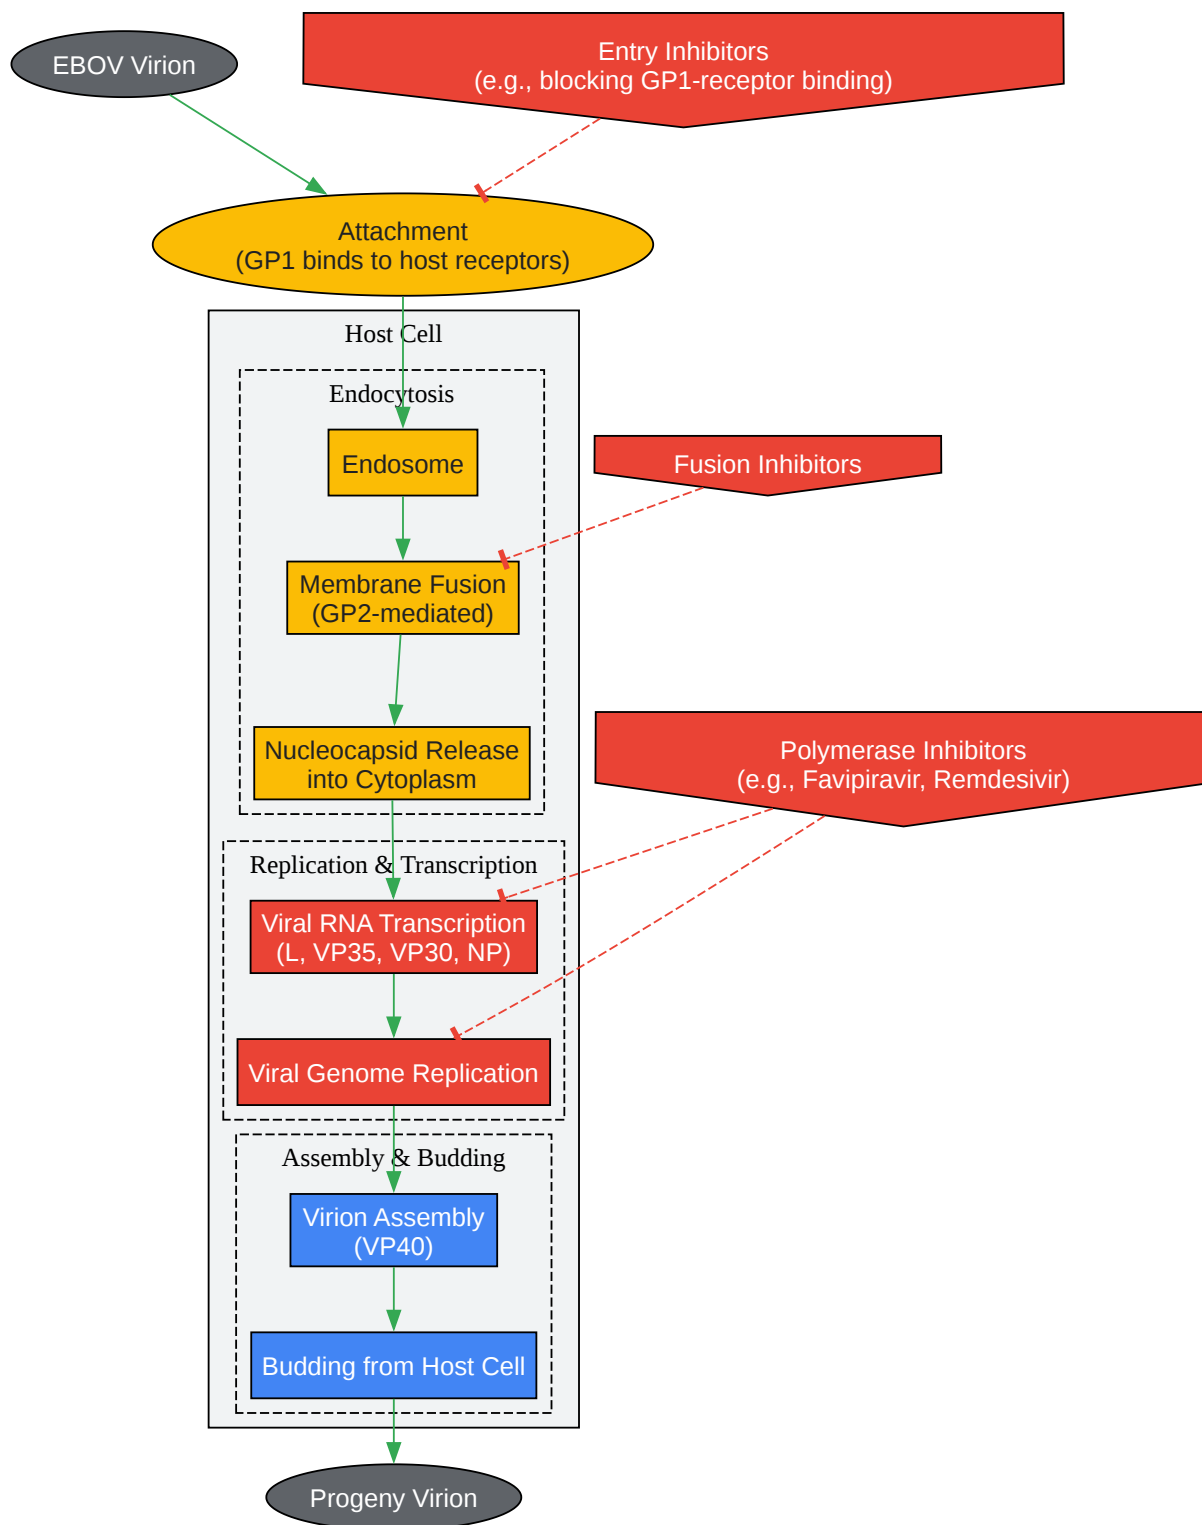 EBOV Virion
Entry Inhibitors
(e.g., blocking GP1-receptor binding)
Attachment
(GP1 binds to host receptors)
Host Cell
Endocytosis
Endosome
Fusion Inhibitors
Membrane Fusion
(GP2-mediated)
Nucleocapsid Release
into Cytoplasm
Polymerase Inhibitors
(e.g., Favipiravir, Remdesivir)
Replication & Transcription
Viral RNA Transcription
(L, VP35, VP30, NP)
Viral Genome Replication
Assembly & Budding
Virion Assembly
(VP40)
Budding from Host Cell
Progeny Virion